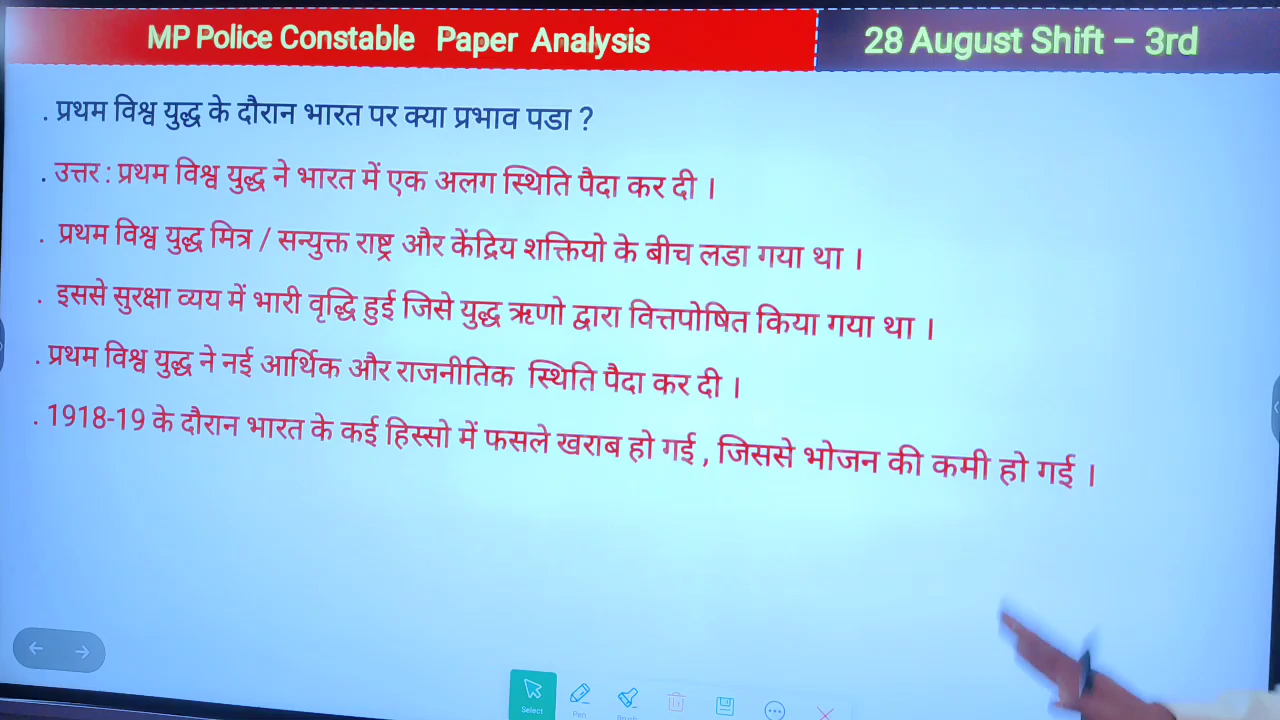 MP Police Constable Paper Analysis
28 August Shift – 3rd
. प्रथम विश्व युद्ध के दौरान भारत पर क्या प्रभाव पडा ?
. उत्तर : प्रथम विश्व युद्ध ने भारत में एक अलग स्थिति पैदा कर दी ।
. प्रथम विश्व युद्ध मित्र / सन्युक्त राष्ट्र और केंद्रिय शक्तियो के बीच लडा गया था ।
. इससे सुरक्षा व्यय में भारी वृद्धि हुई जिसे युद्ध ऋणो द्वारा वित्तपोषित किया गया था ।
. प्रथम विश्व युद्ध ने नई आर्थिक और राजनीतिक स्थिति पैदा कर दी ।
. 1918-19 के दौरान भारत के कई हिस्सो में फसले खराब हो गई , जिससे भोजन की कमी हो गई ।
Select
Pen